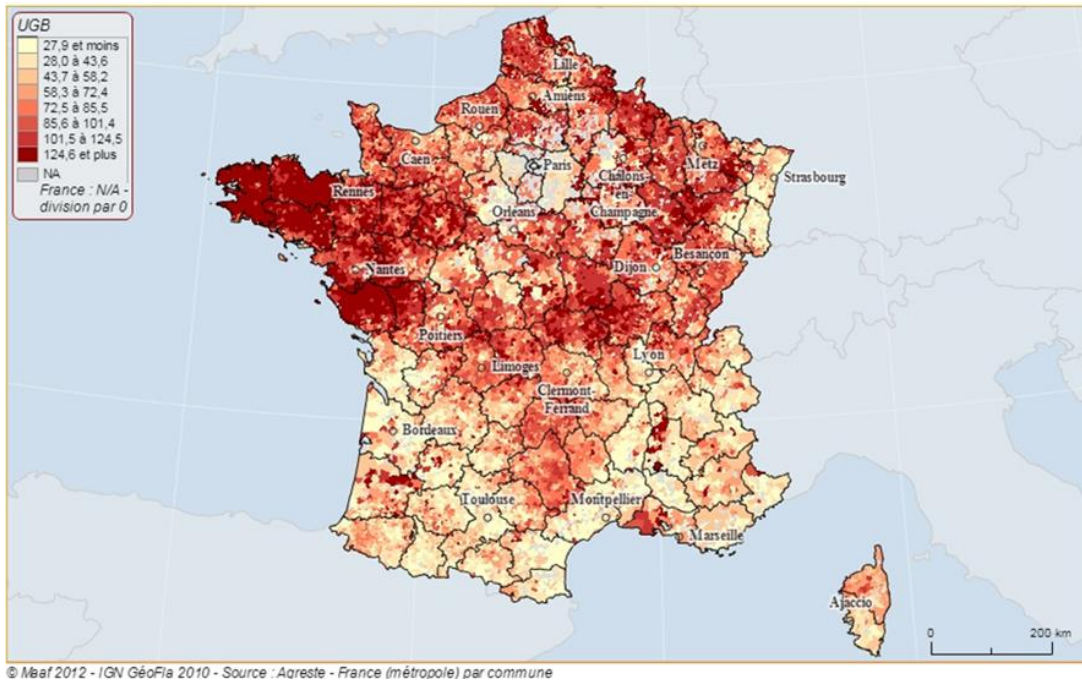 UGB
27,9 et moins
28,0 à 43,6
43,7 à 58,2
58,3 à 72,4
72,5 à 85,5
85,6 à 101,4
101,5 à 124,5
124,6 et plus
NA
France : N/A -
division par 0
Lille
Amiens
Rouen
Caen
Paris
Metz
Châlons-
en-
Champagne
Strasbourg
Rennes
Orléans
Nantes
Dijon
Besançon
Poitiers
Limoges
Lyon
Clermont-
Ferrand
Bordeaux
Toulouse
Montpellier
Marseille
Ajaccio
0
200 km
© Maaf 2012 - IGN GéoFla 2010 - Source : Agreste - France (métropole) par commune